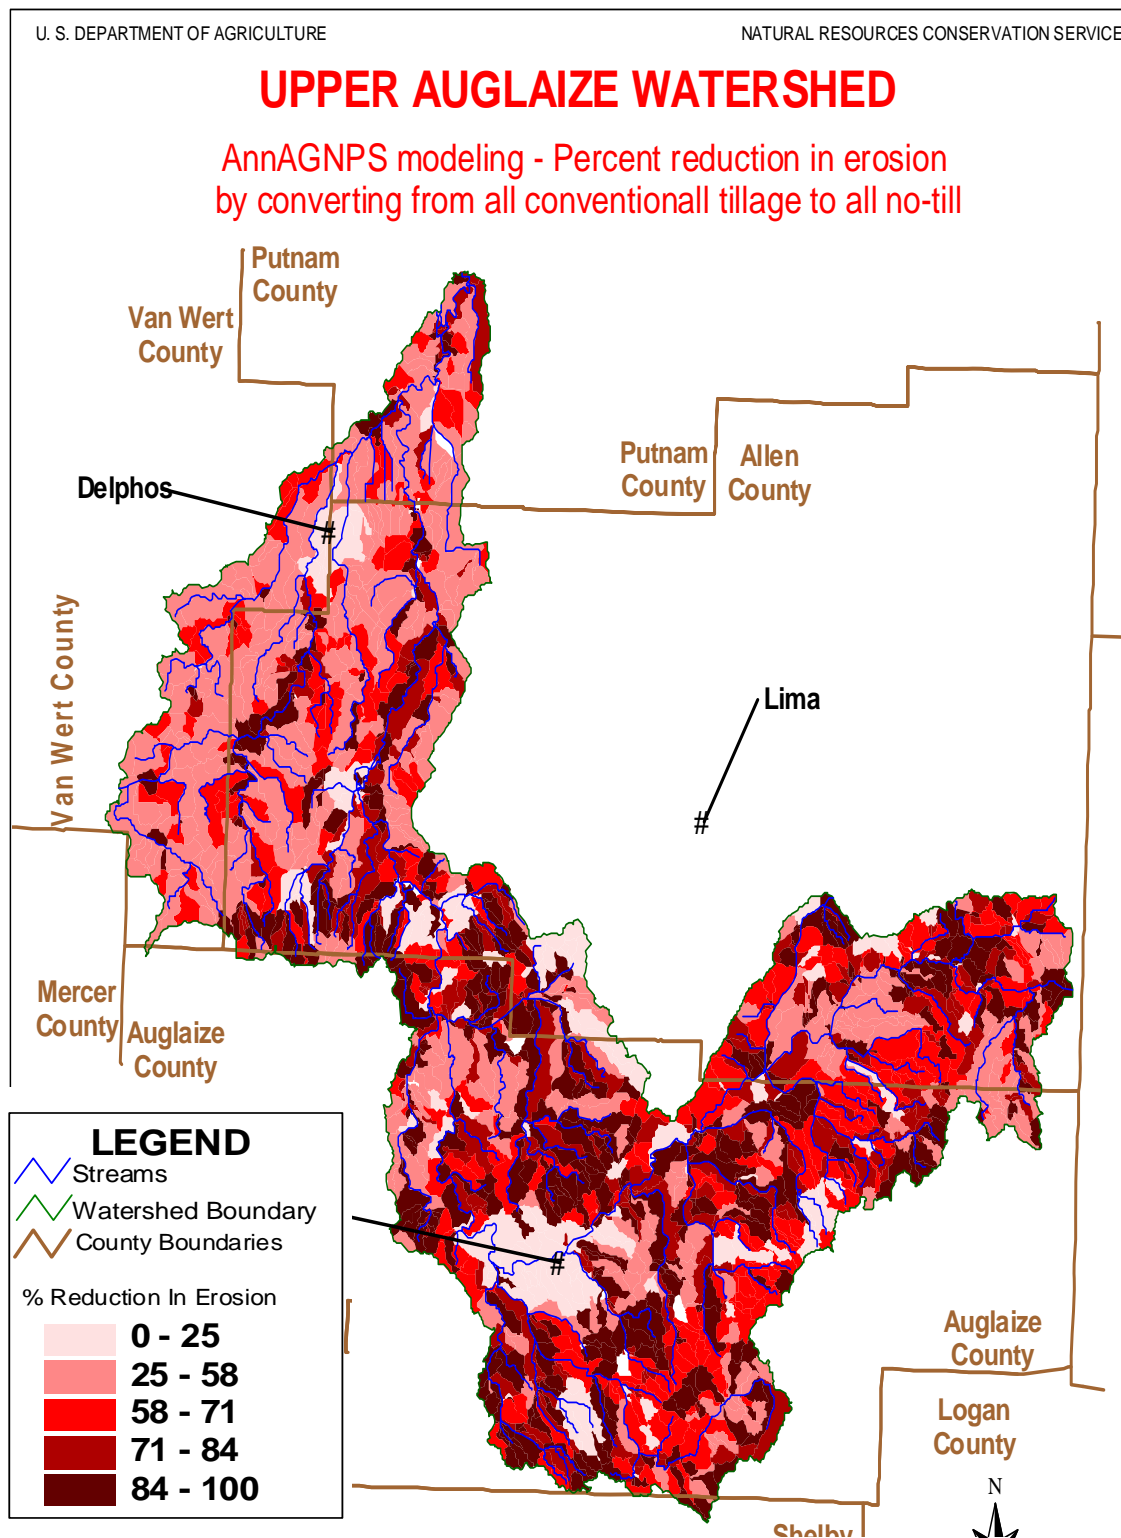 U. S. DEPARTMENT OF AGRICULTURE
NATURAL RESOURCES CONSERVATION SERVICE
UPPER AUGLAIZE WATERSHED
AnnAGNPS modeling - Percent reduction in erosion
by converting from all conventionall tillage to all no-till
Putnam
County
Van Wert
County
Putnam
County
Allen
County
Delphos
#
Van Wert County
Lima
#
Mercer
County
Auglaize
County
LEGEND
Streams
Watershed Boundary
County Boundaries
% Reduction In Erosion
0 - 25
25 - 58
58 - 71
71 - 84
84 - 100
#
Auglaize
County
Logan
County
N
Shelby